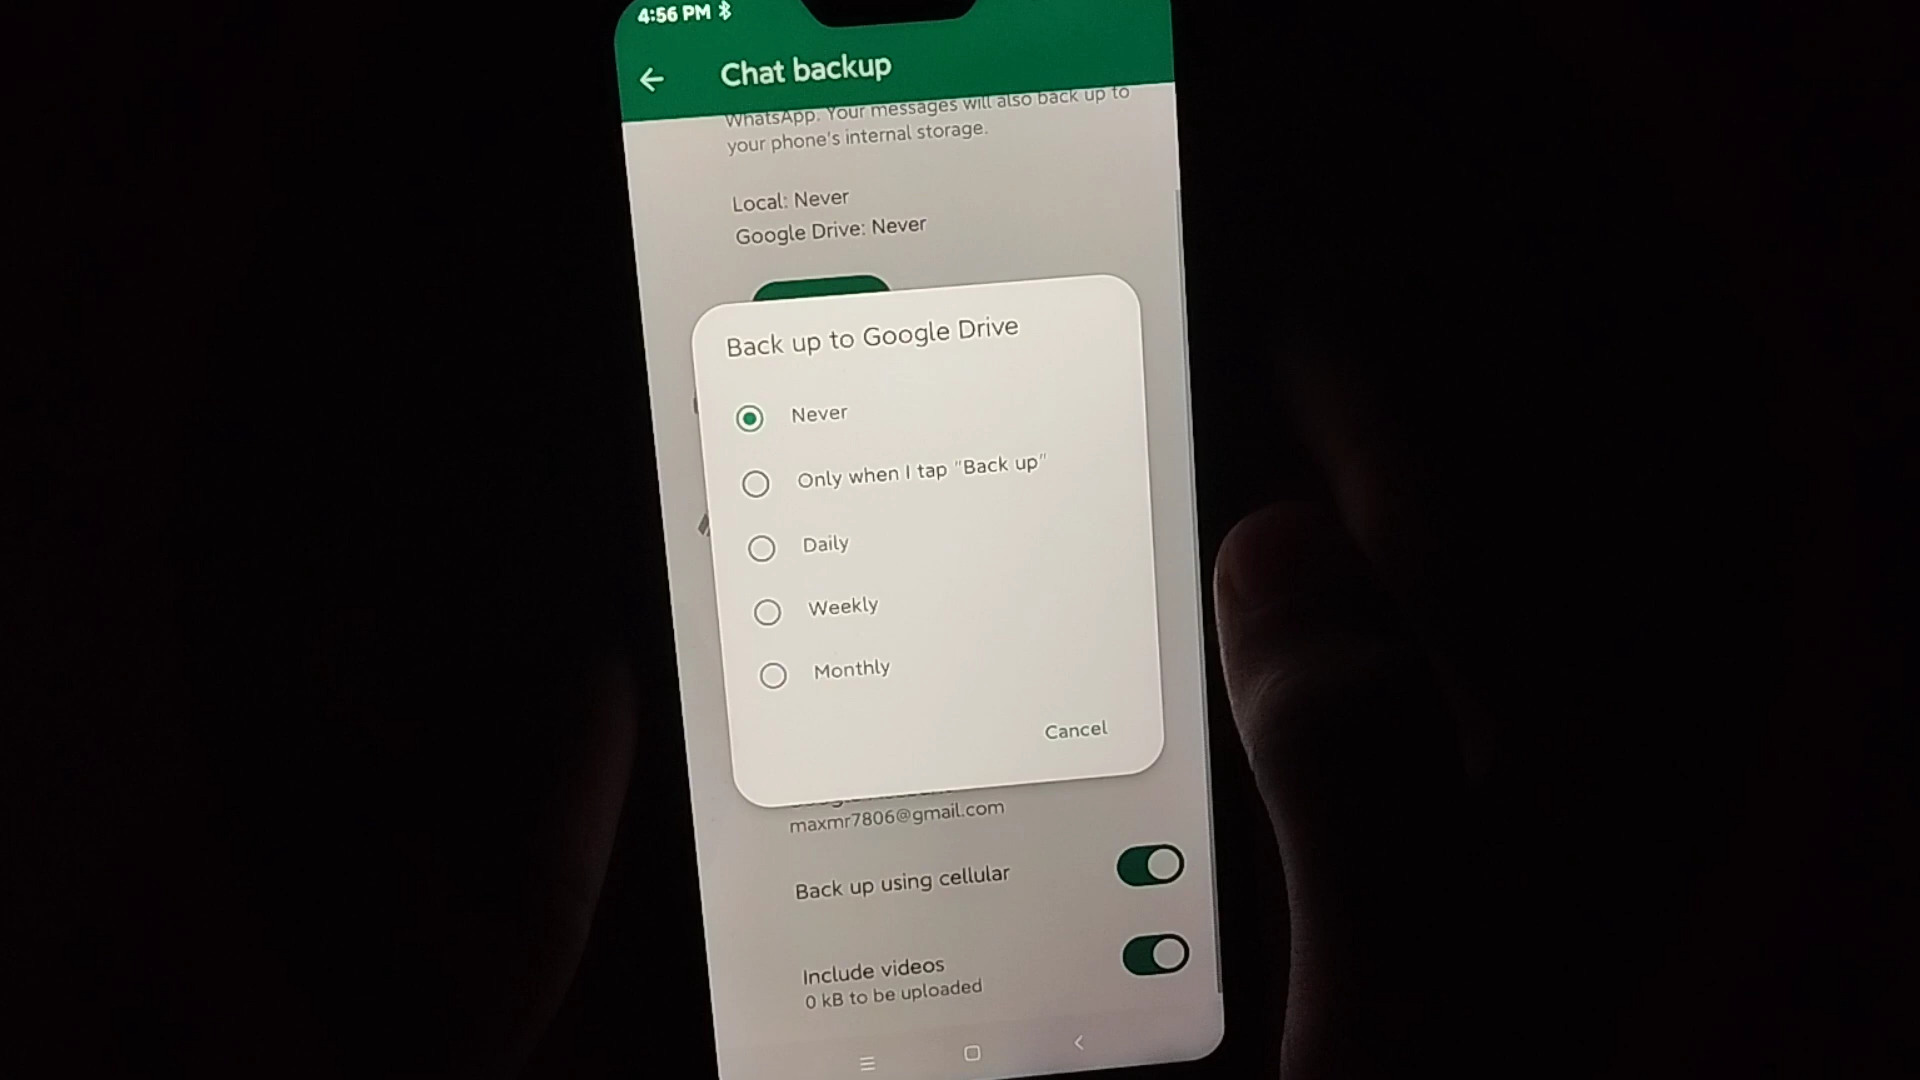 4:56 PM
Chat backup
WhatsApp. Your messages will also back up to
your phone's internal storage.
Local: Never
Google Drive: Never
Back up to Google Drive
Never
Only when I tap "Back up"
Daily
Weekly
Monthly
Cancel
maxmr7806@gmail.com
Back up using cellular
Include videos
0 kB to be uploaded